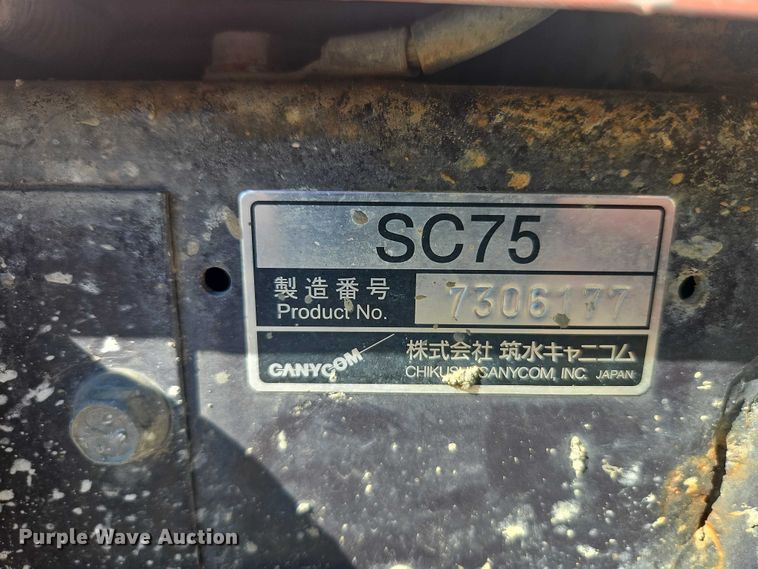 SC75
製造番号
Product No.
7306177
CANYCOM
株式会社 筑水キャニコム
CHIKUSUI CANYCOM, INC. JAPAN
Purple Wave Auction